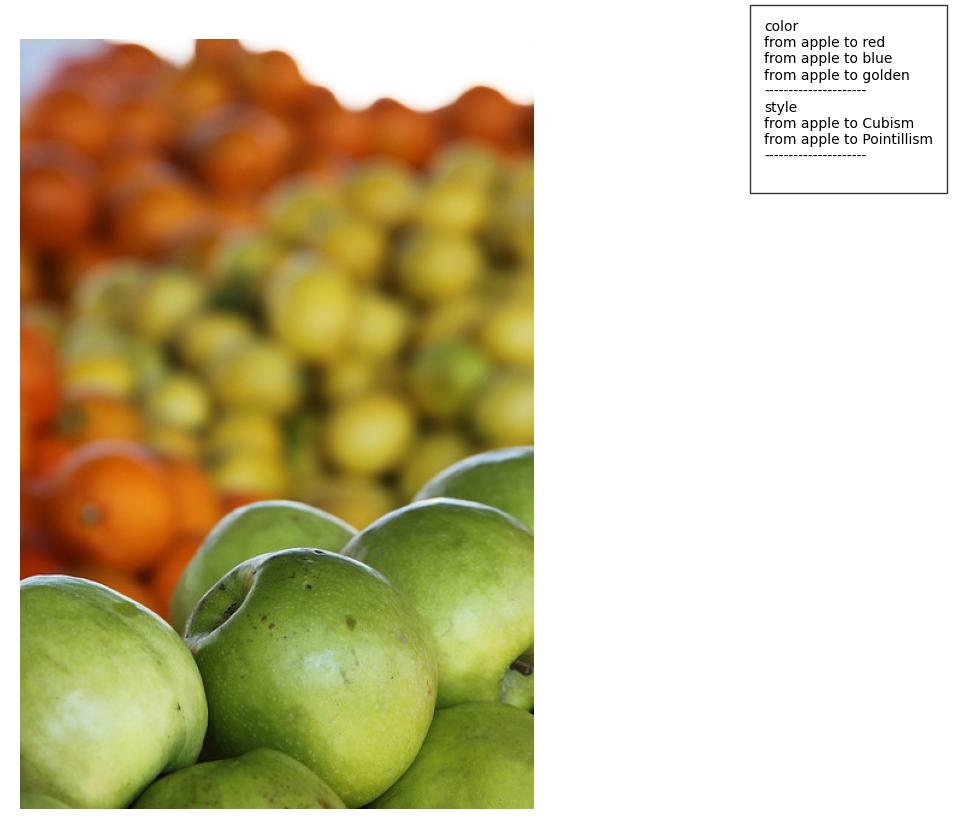 color
from apple to red
from apple to blue
from apple to golden
---------------------
style
from apple to Cubism
from apple to Pointillism
---------------------